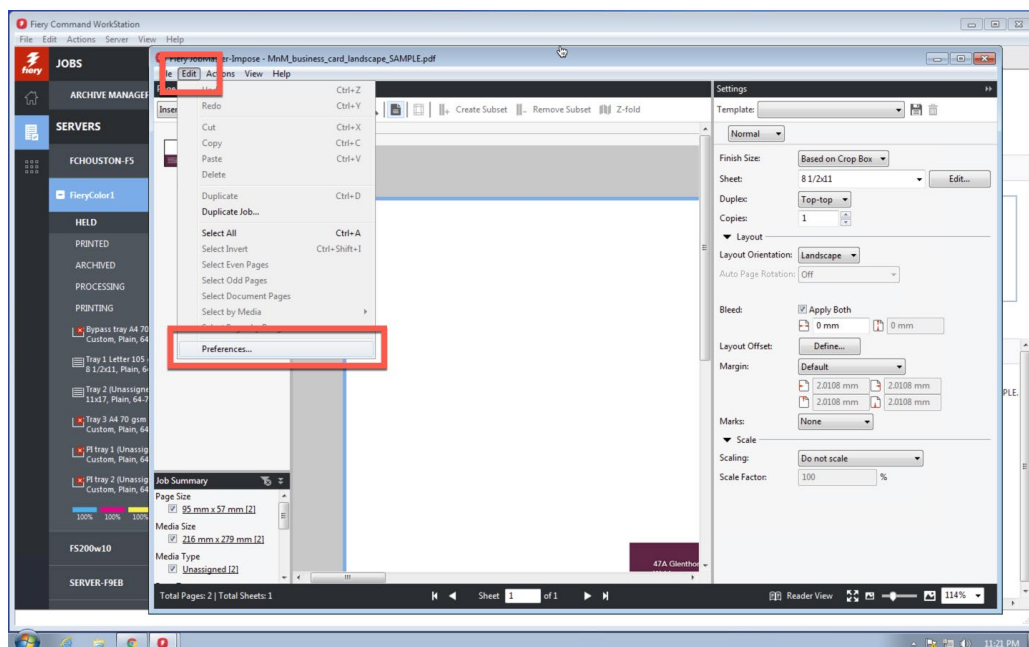 Fiery Command WorkStation
File Edit Actions Server View Help
fiery
JOBS
ARCHIVE MANAGER
SERVERS
FCHOUSTON-F5
FieryColor1
HELD
PRINTED
ARCHIVED
PROCESSING
PRINTING
Bypass tray A4 70
Custom, Plain, 64
Tray 1 Letter 105
8 1/2x11, Plain, 6
Tray 2 (Unassigne
11x17, Plain, 64-7
Tray 3 A4 70 gsm
Custom, Plain, 64
PI tray 1 (Unassig
Custom, Plain, 64
PI tray 2 (Unassig
Custom, Plain, 64
100% 100% 100%
FS200w10
SERVER-F9EB
Fiery JobMaster-Impose - MnM_business_card_landscape_SAMPLE.pdf
Edit Actions View Help
Ctrl+Z
Redo Ctrl+Y
Cut Ctrl+X
Copy Ctrl+C
Paste Ctrl+V
Delete
Duplicate Ctrl+D
Duplicate Job...
Select All Ctrl+A
Select Invert Ctrl+Shift+I
Select Even Pages
Select Odd Pages
Select Document Pages
Select by Media
Preferences...
Create Subset Remove Subset Z-fold
Job Summary
Page Size
95 mm x 57 mm [2]
Media Size
216 mm x 279 mm [2]
Media Type
Unassigned [2]
47A Glenthor
Total Pages: 2 | Total Sheets: 1
Sheet 1 of 1
Reader View
114%
Settings
Template:
Normal
Finish Size: Based on Crop Box
Sheet: 8 1/2x11 Edit...
Duplex: Top-top
Copies: 1
Layout
Layout Orientation: Landscape
Auto Page Rotation: Off
Bleed: Apply Both
0 mm 0 mm
Layout Offset: Define...
Margin: Default
2.0108 mm 2.0108 mm
2.0108 mm 2.0108 mm
Marks: None
Scale
Scaling: Do not scale
Scale Factor: 100 %
PLE.
11:21 PM